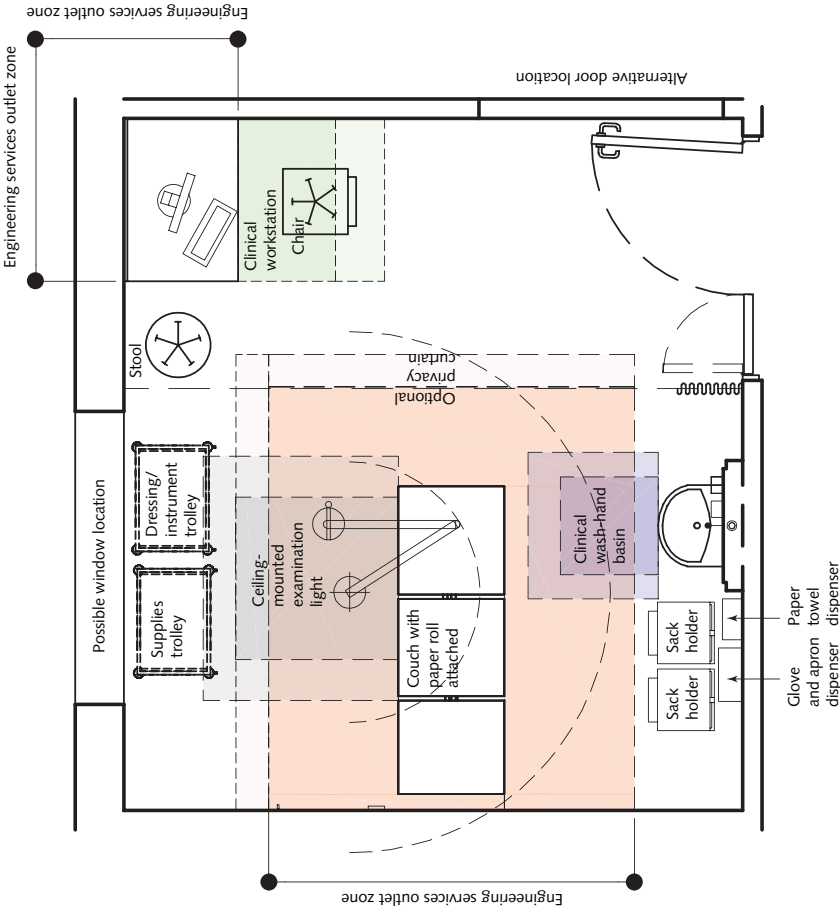 Engineering services outlet zone
Engineering services outlet zone
Alternative door location
Clinical
workstation
Chair
Stool
Optional
privacy
curtain
Possible window location
Dressing/
instrument
trolley
Supplies
trolley
Ceiling-
mounted
examination
light
Couch with
paper roll
attached
Clinical
wash-hand
basin
Sack
holder
Sack
holder
Paper
towel
dispenser
Glove
and apron
dispenser
Engineering services outlet zone